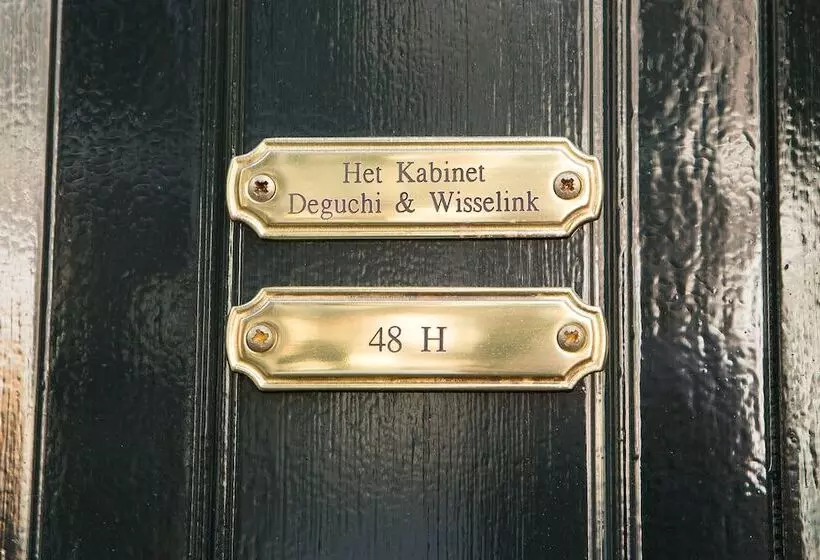 Het Kabinet
Deguchi & Wisselink
48 H